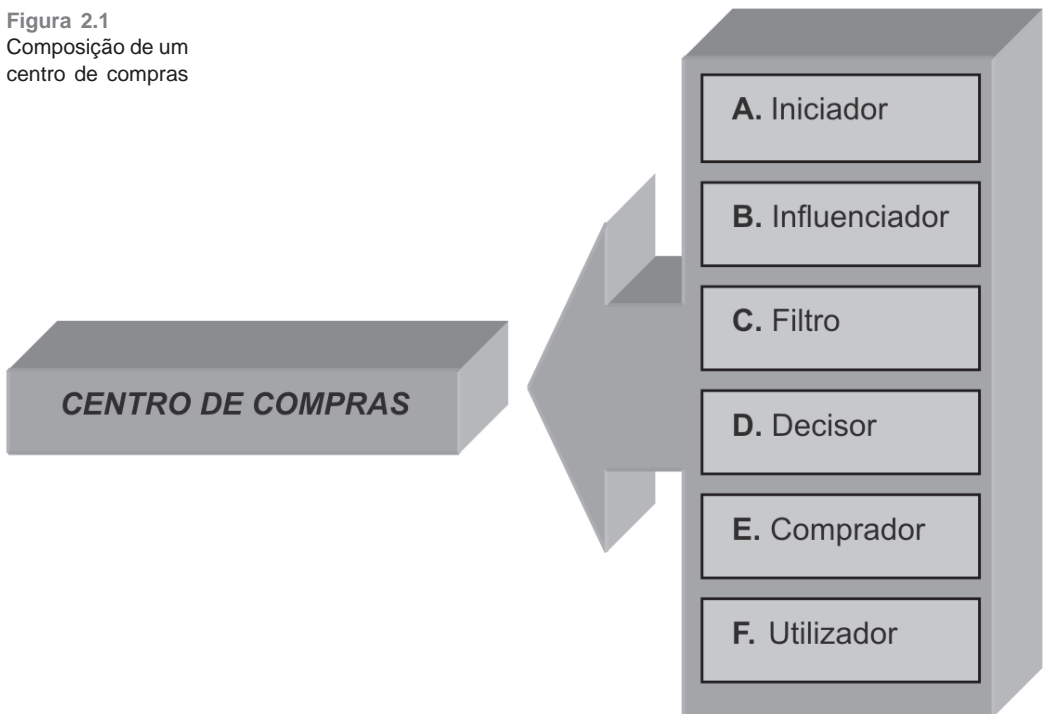 Figura 2.1
Composição de um
centro de compras
A. Iniciador
B. Influenciador
C. Filtro
CENTRO DE COMPRAS
D. Decisor
E. Comprador
F. Utilizador